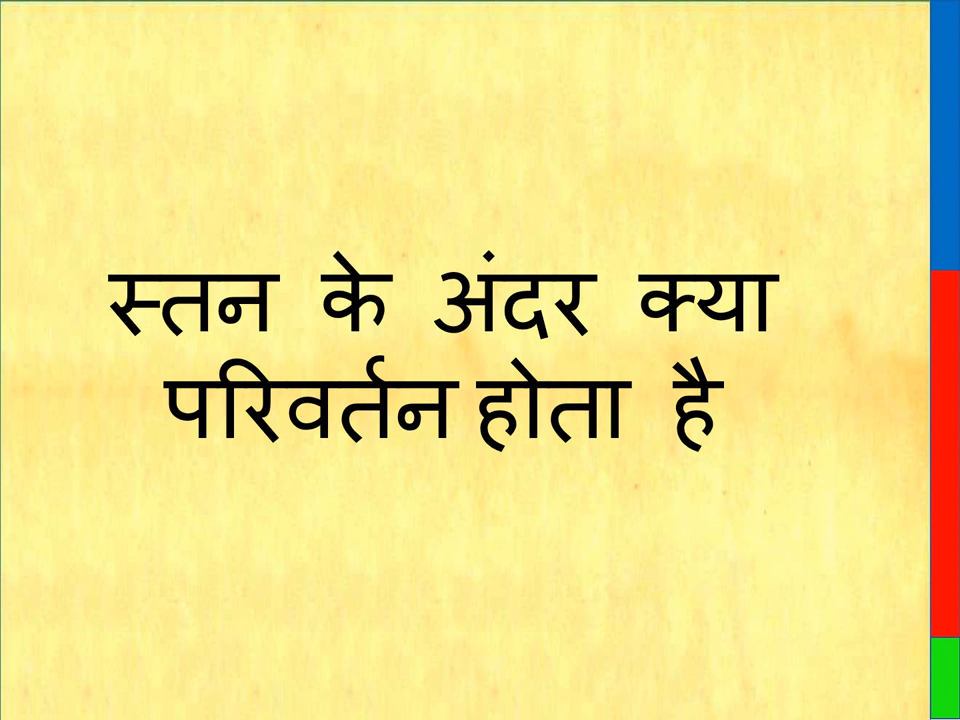 स्तन के अंदर क्या
परिवर्तन होता है